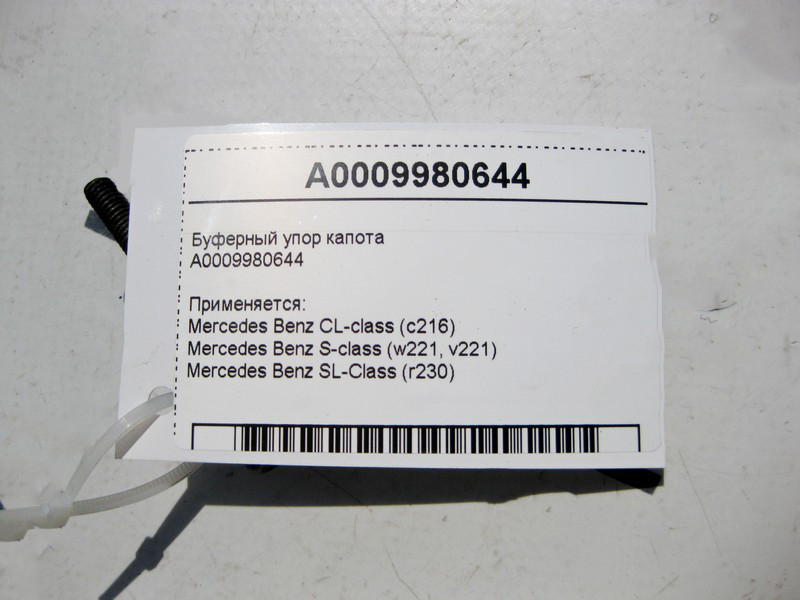 A0009980644
Буферный упор капота
A0009980644
Применяется:
Mercedes Benz CL-class (c216)
Mercedes Benz S-class (w221, v221)
Mercedes Benz SL-Class (r230)